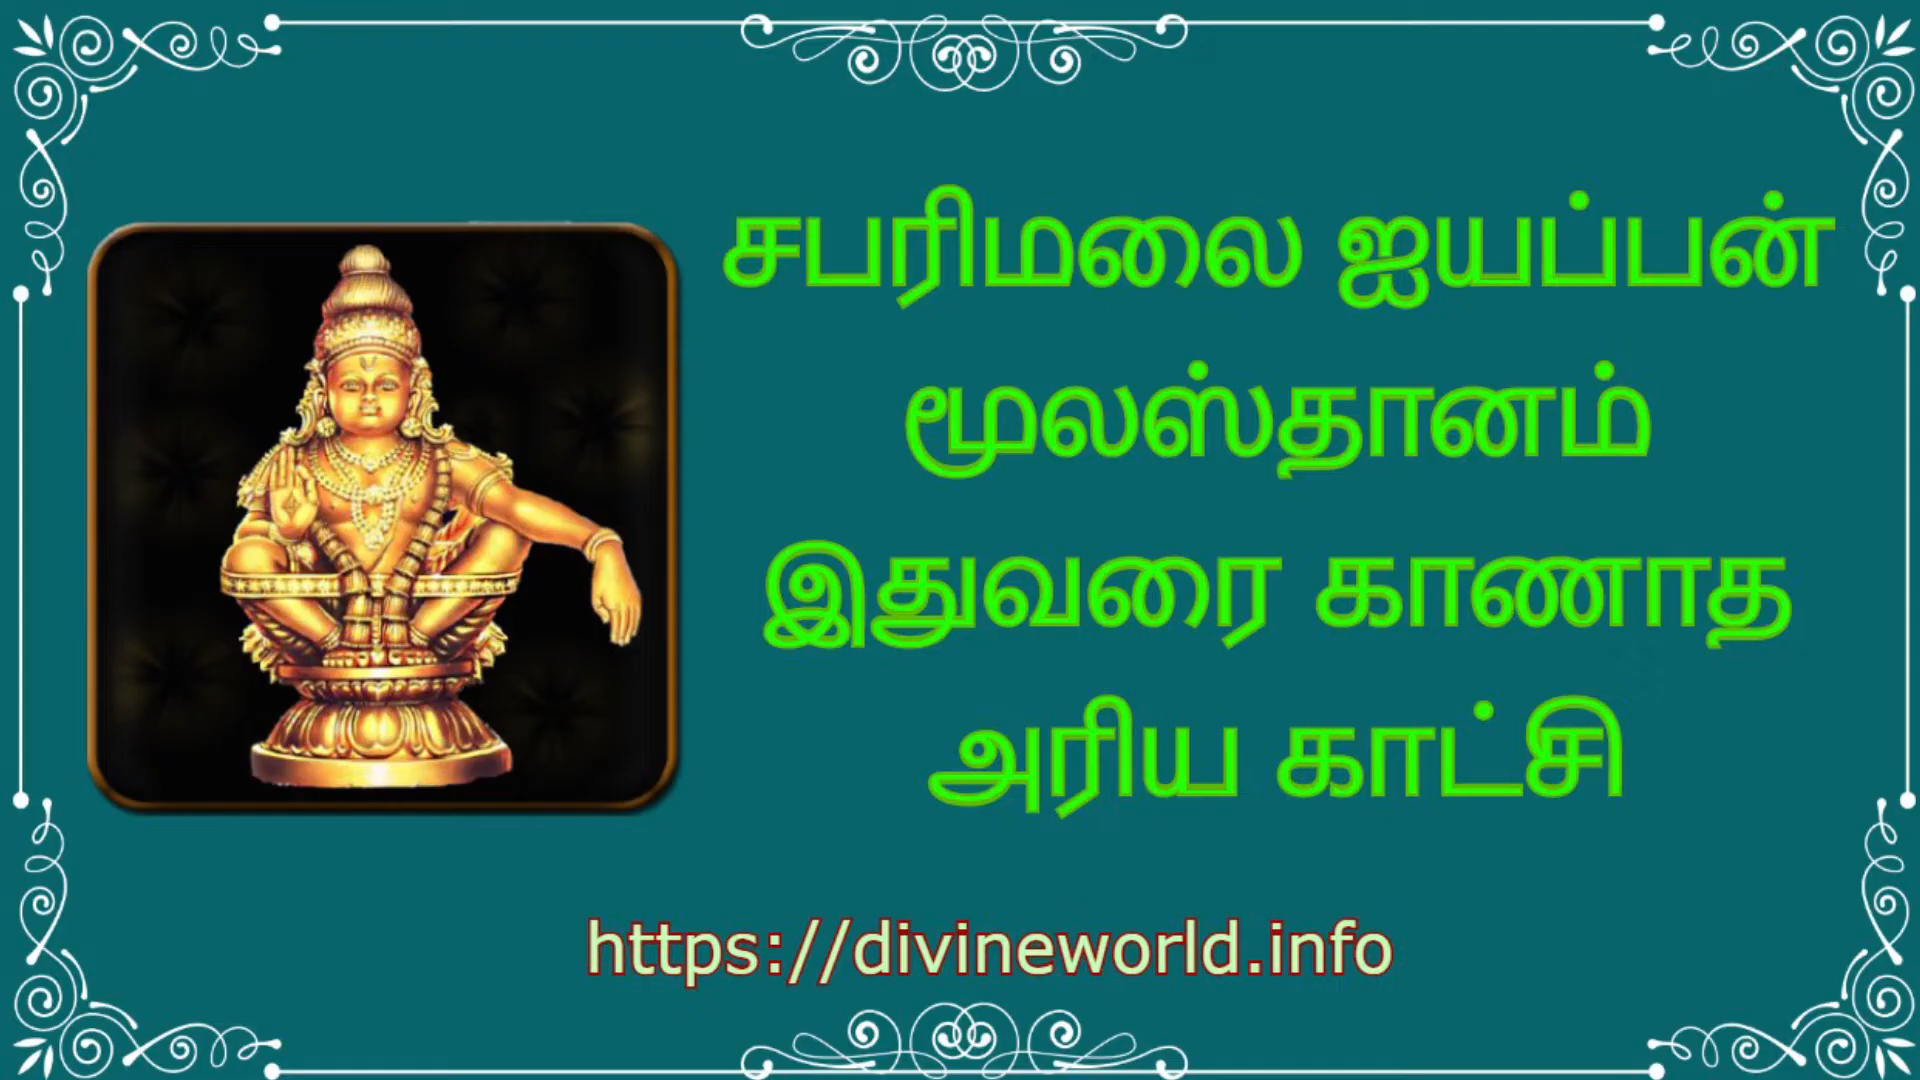 சபரிமலை ஐயப்பன்
மூலஸ்தானம்
இதுவரை காணாத
அரிய காட்சி
https://divineworld.info